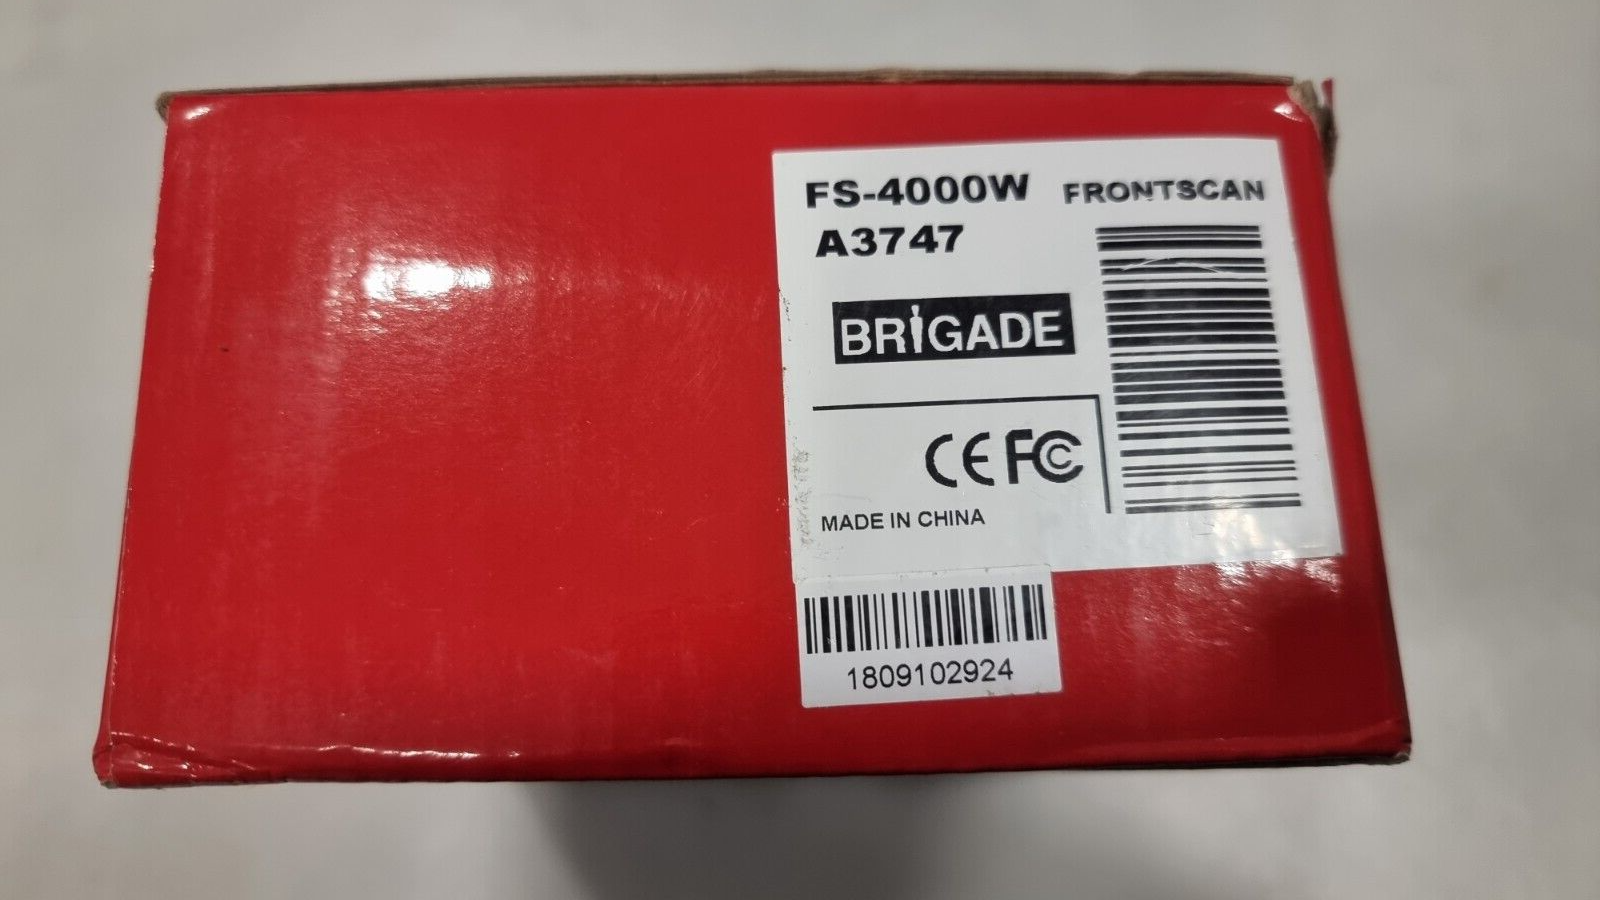 FS-4000W FRONTSCAN
A3747
BRIGADE
CE FC
MADE IN CHINA
1809102924